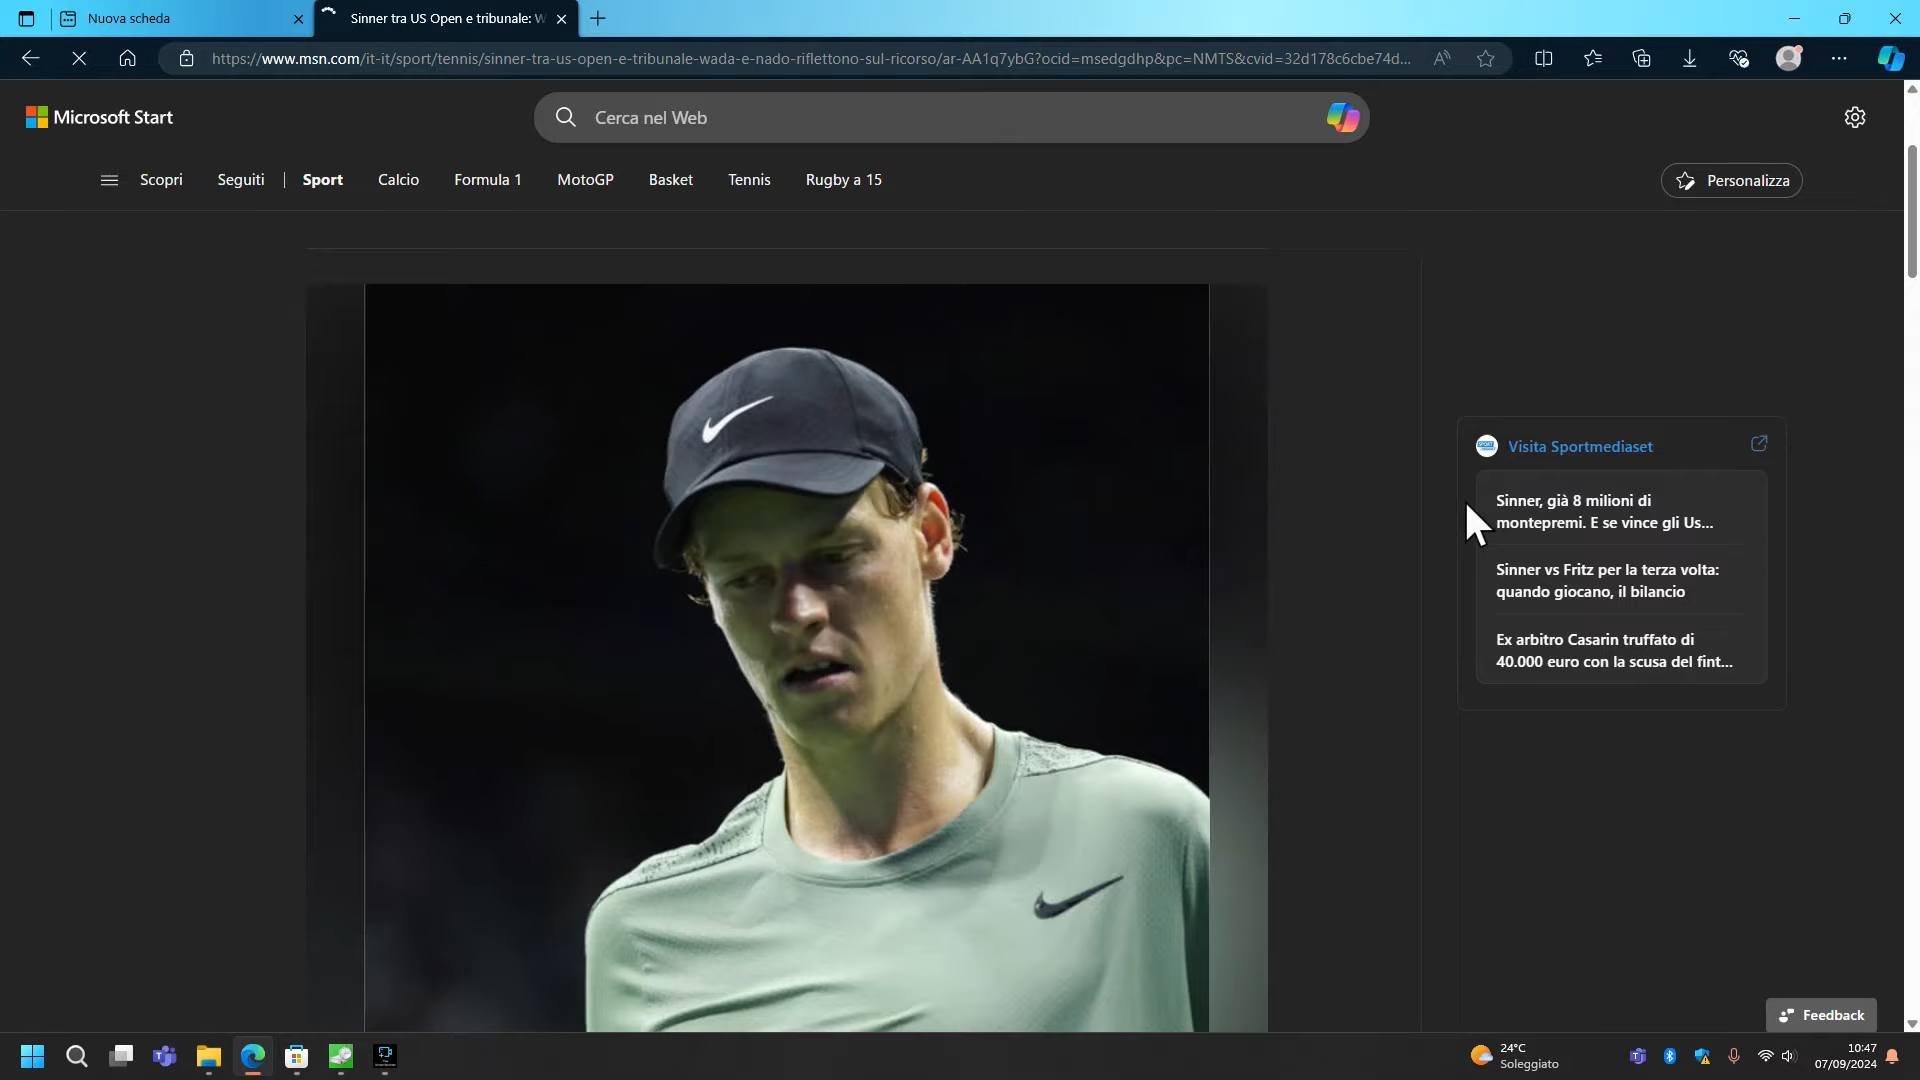 Nuova scheda
Sinner tra US Open e tribunale: W
https://www.msn.com/it-it/sport/tennis/sinner-tra-us-open-e-tribunale-wada-e-nado-riflettono-sul-ricorso/ar-AA1q7ybG?ocid=msedgdhp&pc=NMTS&cvid=32d178c6cbe74d...
Microsoft Start
Cerca nel Web
Scopri
Seguiti
Sport
Calcio
Formula 1
MotoGP
Basket
Tennis
Rugby a 15
Personalizza
Visita Sportmediaset
Sinner, già 8 milioni di
montepremi. E se vince gli Us...
Sinner vs Fritz per la terza volta:
quando giocano, il bilancio
Ex arbitro Casarin truffato di
40.000 euro con la scusa del fint...
Feedback
24°C
Soleggiato
10:47
07/09/2024